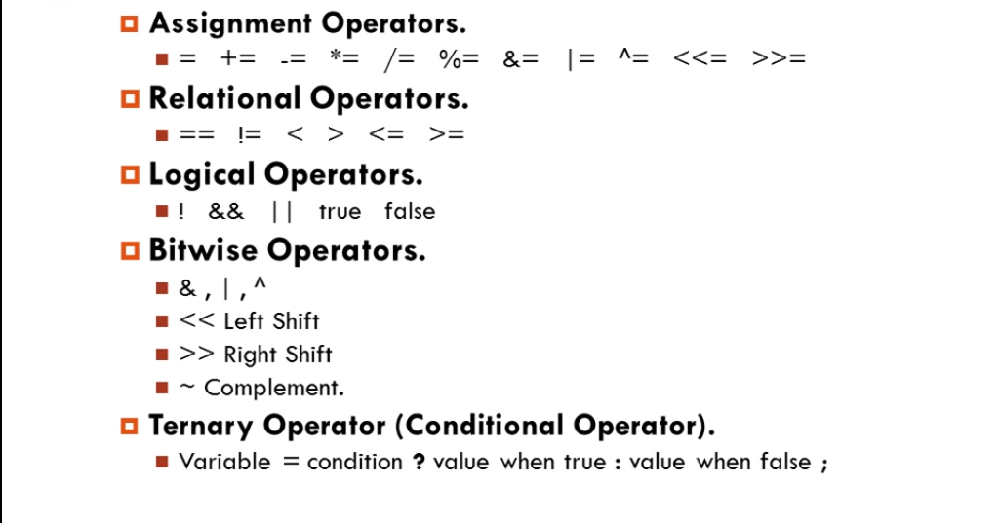 Assignment Operators.
= += -= *= /= %= &= |= ^= <<= >>=
Relational Operators.
== != < > <= >=
Logical Operators.
! && || true false
Bitwise Operators.
& , | , ^
<< Left Shift
>> Right Shift
~ Complement.
Ternary Operator (Conditional Operator).
Variable = condition ? value when true : value when false ;